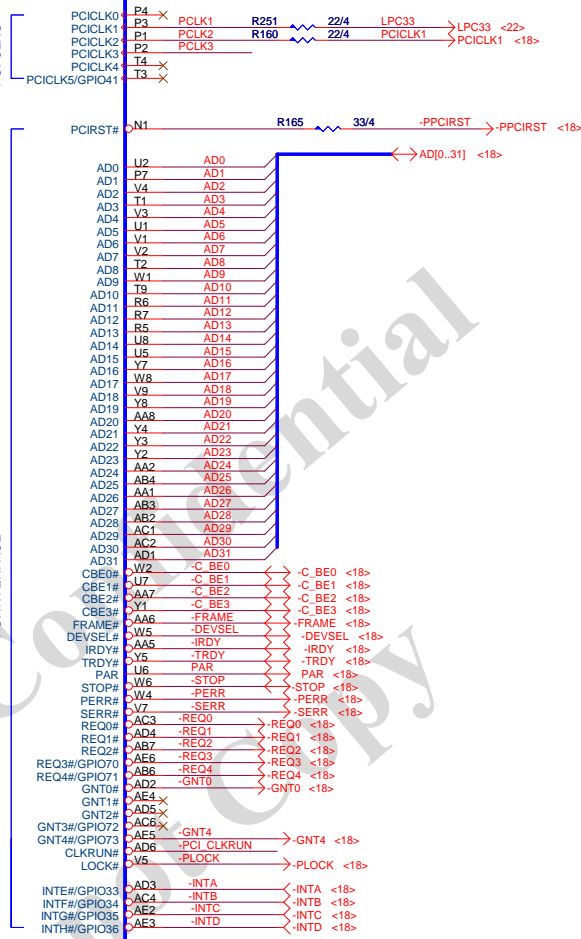 PCICLK0 P4
PCICLK1 P3 PCLK1 R251 22/4 LPC33 LPC33 <22>
PCICLK2 P1 PCLK2 R160 22/4 PCICLK1 PCICLK1 <18>
PCICLK3 P2 PCLK3
PCICLK4 T4
PCICLK5/GPIO41 T3
PCIRST# N1 R165 33/4 -PPCIRST -PPCIRST <18>
AD[0..31] <18>
AD0 U2 AD0
AD1 P7 AD1
AD2 V4 AD2
AD3 T1 AD3
AD4 V3 AD4
AD5 U1 AD5
AD6 V1 AD6
AD7 V2 AD7
AD8 T2 AD8
AD9 W1 AD9
AD10 T9 AD10
AD11 R6 AD11
AD12 R7 AD12
AD13 R5 AD13
AD14 U8 AD14
AD15 U5 AD15
AD16 Y7 AD16
AD17 W8 AD17
AD18 V9 AD18
AD19 Y8 AD19
AD20 AA8 AD20
AD21 Y4 AD21
AD22 Y3 AD22
AD23 Y2 AD23
AD24 AA2 AD24
AD25 AB4 AD25
AD26 AA1 AD26
AD27 AB3 AD27
AD28 AB2 AD28
AD29 AC1 AD29
AD30 AC2 AD30
AD31 AD1 AD31
CBE0# W2 -C_BE0 -C_BE0 <18>
CBE1# U7 -C_BE1 -C_BE1 <18>
CBE2# AA7 -C_BE2 -C_BE2 <18>
CBE3# Y1 -C_BE3 -C_BE3 <18>
FRAME# AA6 -FRAME -FRAME <18>
DEVSEL# W5 -DEVSEL -DEVSEL <18>
IRDY# AA5 -IRDY -IRDY <18>
TRDY# Y5 -TRDY -TRDY <18>
PAR U6 PAR PAR <18>
STOP# W6 -STOP -STOP <18>
PERR# W4 -PERR -PERR <18>
SERR# V7 -SERR -SERR <18>
REQ0# AC3 -REQ0 -REQ0 <18>
REQ1# AD4 -REQ1 -REQ1 <18>
REQ2# AB7 -REQ2 -REQ2 <18>
REQ3#/GPIO70 AE6 -REQ3 -REQ3 <18>
REQ4#/GPIO71 AB6 -REQ4 -REQ4 <18>
GNT0# AD2 -GNT0 -GNT0 <18>
GNT1# AE4
GNT2# AD5
GNT3#/GPIO72 AC6
GNT4#/GPIO73 AE5 -GNT4 -GNT4 <18>
CLKRUN# AD6 -PCI_CLKRUN
LOCK# V5 -PLOCK -PLOCK <18>
INTE#/GPIO33 AD3 -INTA -INTA <18>
INTF#/GPIO34 AC4 -INTB -INTB <18>
INTG#/GPIO35 AE2 -INTC -INTC <18>
INTH#/GPIO36 AE3 -INTD -INTD <18>
Confidential
not Copy